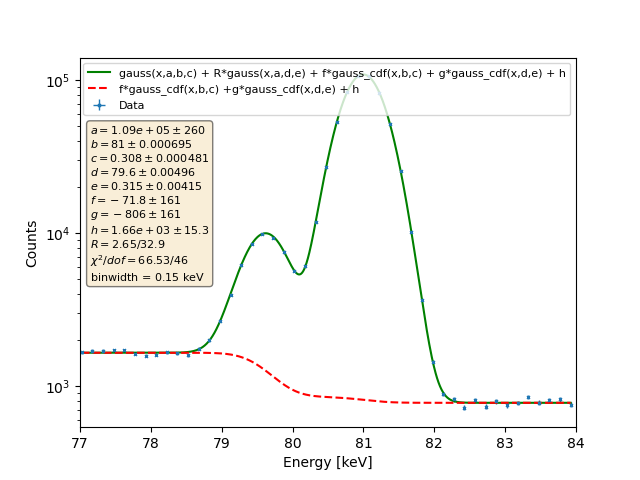 gauss(x,a,b,c) + R*gauss(x,a,d,e) + f*gauss_cdf(x,b,c) + g*gauss_cdf(x,d,e) + h
f*gauss_cdf(x,b,c) +g*gauss_cdf(x,d,e) + h
Data
a = 1.09e + 05 ± 260
b = 81 ± 0.000695
c = 0.308 ± 0.000481
d = 79.6 ± 0.00496
e = 0.315 ± 0.00415
f = − 71.8 ± 161
g = − 806 ± 161
h = 1.66e + 03 ± 15.3
R = 2.65/32.9
χ²/dof = 66.53/46
binwidth = 0.15 keV
10⁵
10⁴
10³
Counts
77 78 79 80 81 82 83 84
Energy [keV]